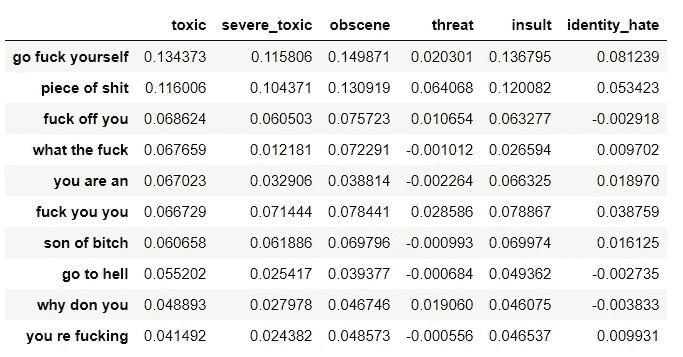 toxic severe_toxic obscene threat insult identity_hate
go fuck yourself 0.134373 0.115806 0.149871 0.020301 0.136795 0.081239
piece of shit 0.116006 0.104371 0.130919 0.064068 0.120082 0.053423
fuck off you 0.068624 0.060503 0.075723 0.010654 0.063277 -0.002918
what the fuck 0.067659 0.012181 0.072291 -0.001012 0.026594 0.009702
you are an 0.067023 0.032906 0.038814 -0.002264 0.066325 0.018970
fuck you you 0.066729 0.071444 0.078441 0.028586 0.078867 0.038759
son of bitch 0.060658 0.061886 0.069796 -0.000993 0.069974 0.016125
go to hell 0.055202 0.025417 0.039377 -0.000684 0.049362 -0.002735
why don you 0.048893 0.027978 0.046746 0.019060 0.046075 -0.003833
you re fucking 0.041492 0.024382 0.048573 -0.000556 0.046537 0.009931